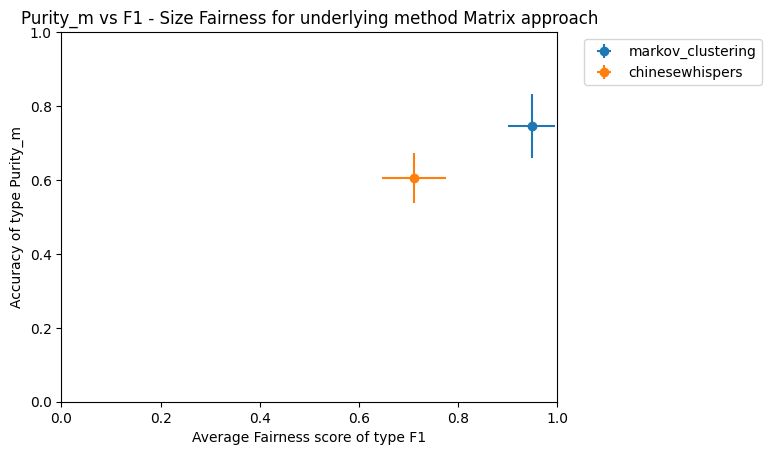 Purity_m vs F1 - Size Fairness for underlying method Matrix approach
markov_clustering
chinesewhispers
Accuracy of type Purity_m
1.0
0.8
0.6
0.4
0.2
0.0
0.0 0.2 0.4 0.6 0.8 1.0
Average Fairness score of type F1